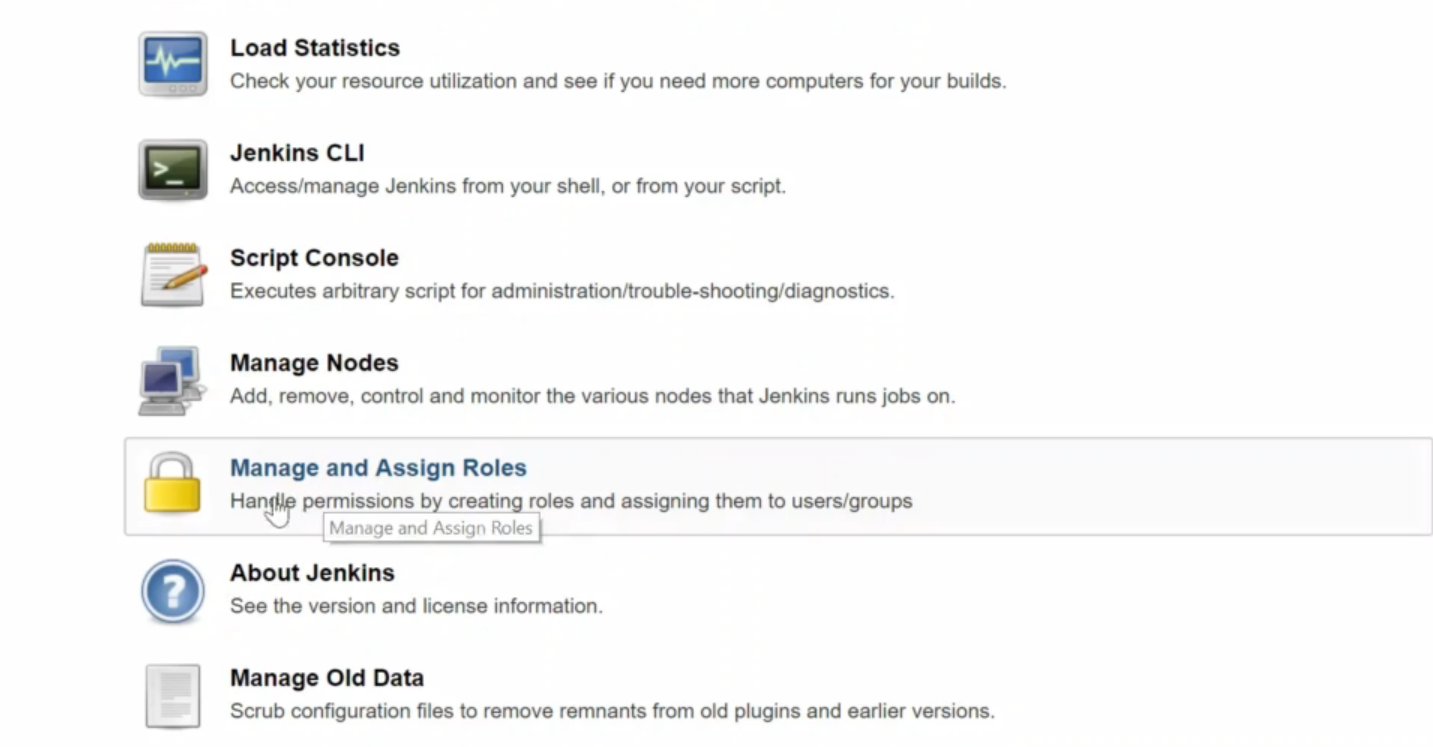 Load Statistics
Check your resource utilization and see if you need more computers for your builds.
>_
Jenkins CLI
Access/manage Jenkins from your shell, or from your script.
Script Console
Executes arbitrary script for administration/trouble-shooting/diagnostics.
Manage Nodes
Add, remove, control and monitor the various nodes that Jenkins runs jobs on.
Manage and Assign Roles
Handle permissions by creating roles and assigning them to users/groups
Manage and Assign Roles
?
About Jenkins
See the version and license information.
Manage Old Data
Scrub configuration files to remove remnants from old plugins and earlier versions.